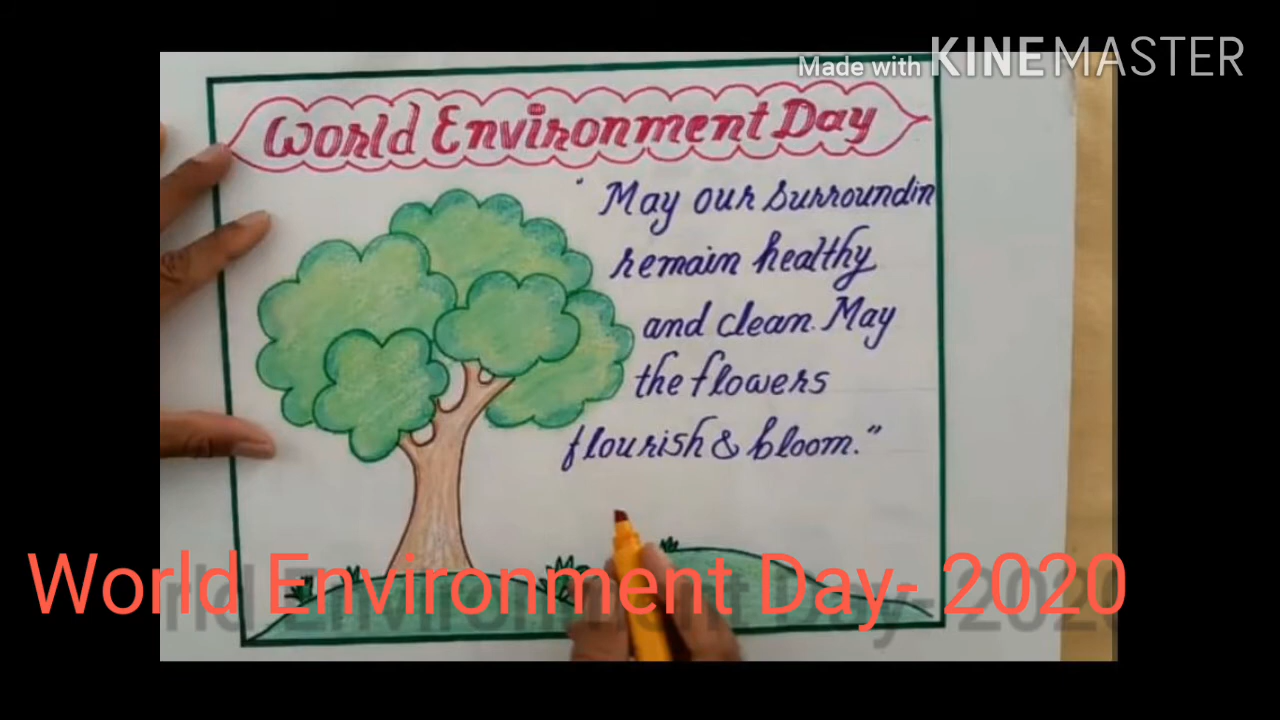 Made with KINEMASTER
World Environment Day
" May our surroundin
remain healthy
and clean. May
the flowers
flourish & bloom."
World Environment Day- 2020